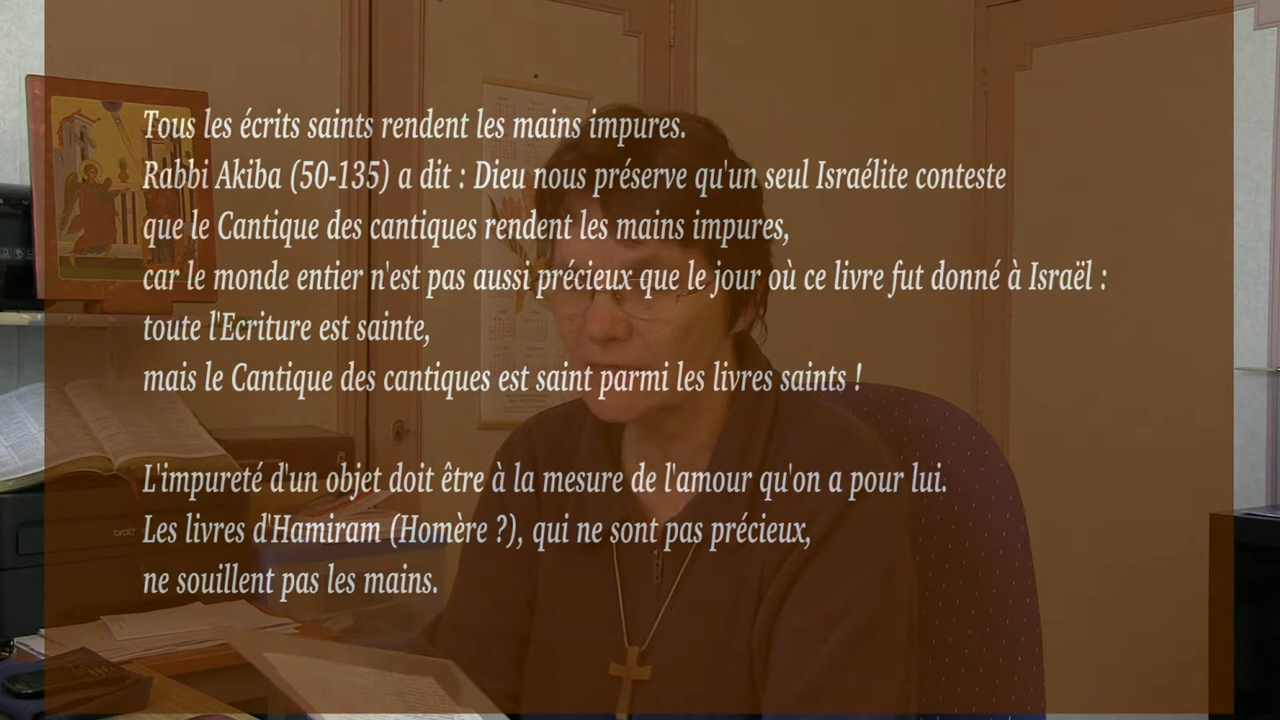 Tous les écrits saints rendent les mains impures.
Rabbi Akiba (50-135) a dit : Dieu nous préserve qu'un seul Israélite conteste
que le Cantique des cantiques rendent les mains impures,
car le monde entier n'est pas aussi précieux que le jour où ce livre fut donné à Israël :
toute l'Ecriture est sainte,
mais le Cantique des cantiques est saint parmi les livres saints !
L'impureté d'un objet doit être à la mesure de l'amour qu'on a pour lui.
Les livres d'Hamiram (Homère ?), qui ne sont pas précieux,
ne souillent pas les mains.